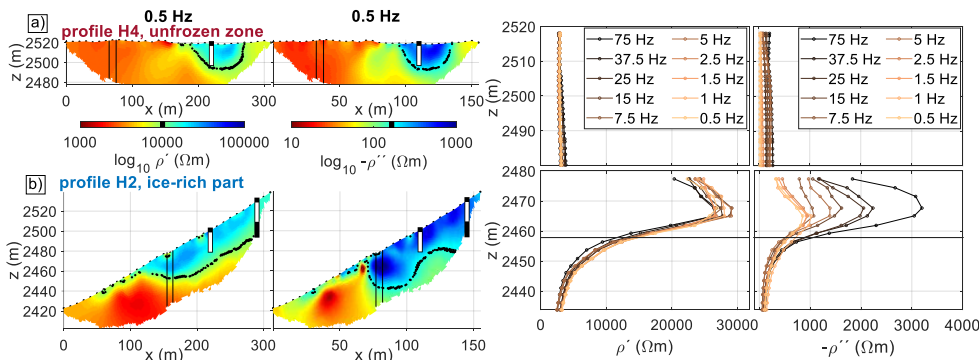 0.5 Hz 0.5 Hz
a) profile H4, unfrozen zone
z (m)
2520
2500
2480
0 100 200 300
x (m)
0 50 100 150
x (m)
1000 10000 100000
log10 ρ′ (Ωm)
10 100 1000
log10 -ρ′′ (Ωm)
b) profile H2, ice-rich part
z (m)
2540
2520
2500
2480
2460
2440
2420
0 100 200 300
x (m)
0 50 100 150
x (m)
z (m)
2520
2510
2500
2490
2480
75 Hz 5 Hz
37.5 Hz 2.5 Hz
25 Hz 1.5 Hz
15 Hz 1 Hz
7.5 Hz 0.5 Hz
75 Hz 5 Hz
37.5 Hz 2.5 Hz
25 Hz 1.5 Hz
15 Hz 1 Hz
7.5 Hz 0.5 Hz
z (m)
2480
2470
2460
2450
2440
0 10000 20000 30000
ρ′ (Ωm)
0 1000 2000 3000 4000
-ρ′′ (Ωm)